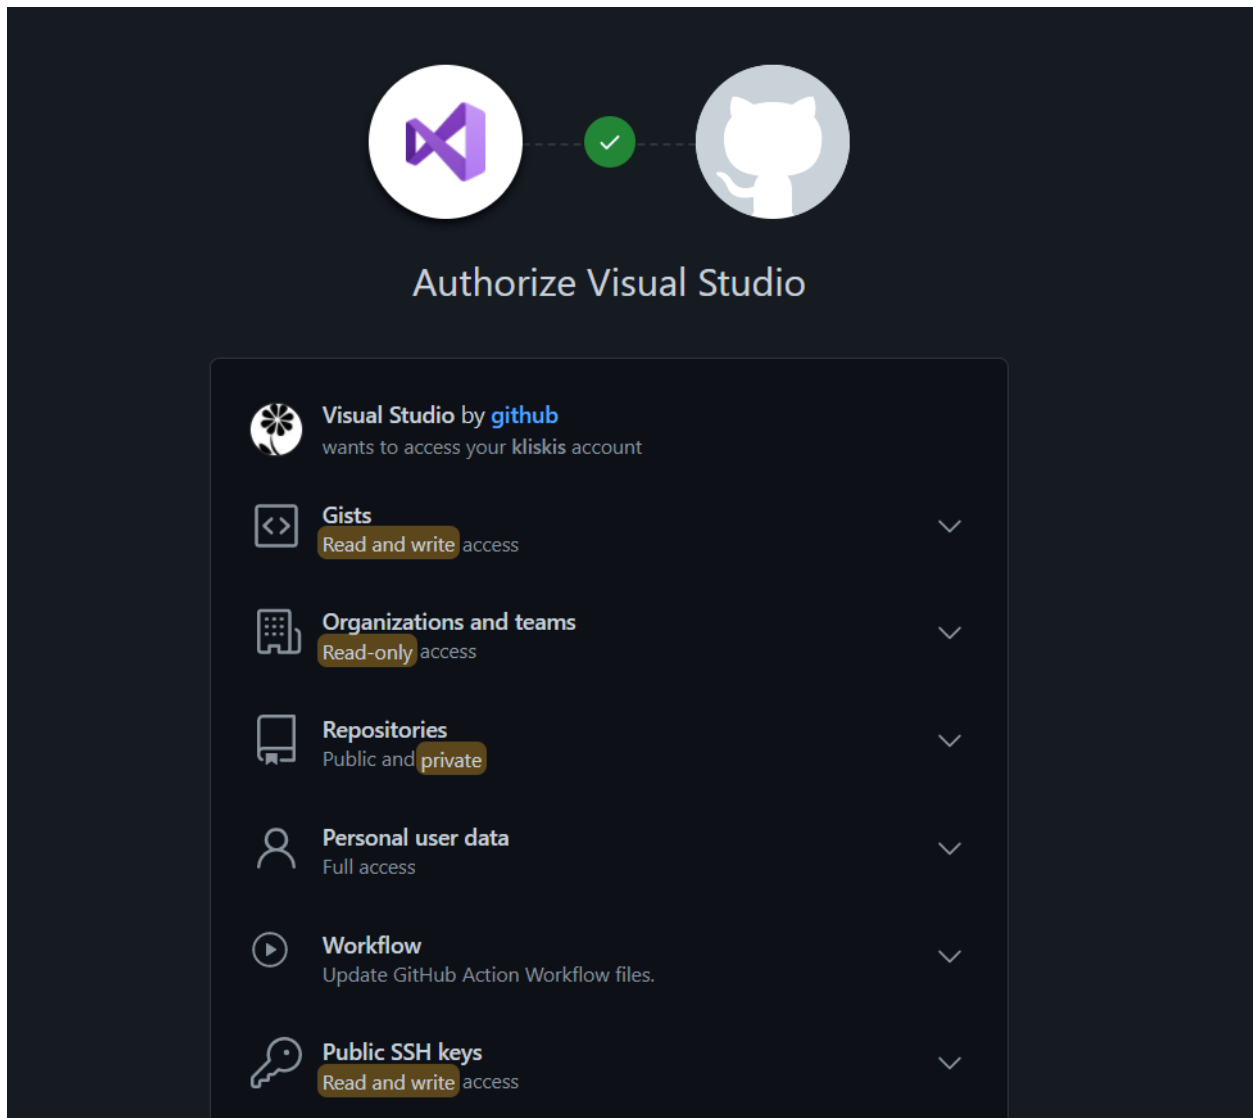 Authorize Visual Studio
Visual Studio by github
wants to access your kliskis account
Gists
Read and write access
Organizations and teams
Read-only access
Repositories
Public and private
Personal user data
Full access
Workflow
Update GitHub Action Workflow files.
Public SSH keys
Read and write access